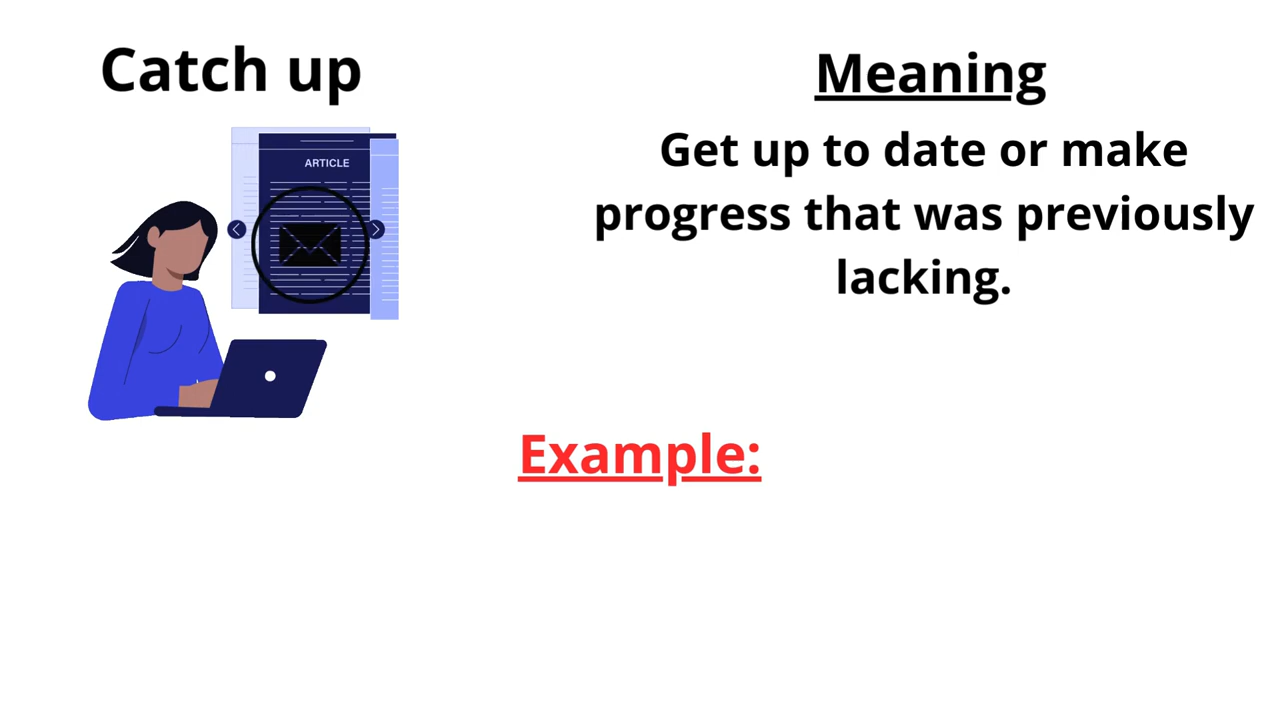 Catch up
ARTICLE
Meaning
Get up to date or make
progress that was previously
lacking.
Example: